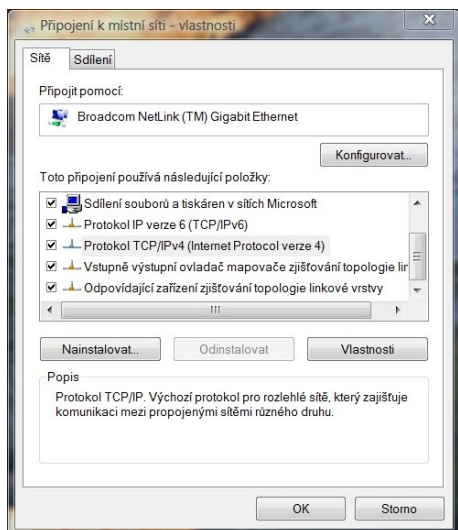 Připojení k místní síti - vlastnosti
Sítě
Sdílení
Připojit pomocí:
Broadcom NetLink (TM) Gigabit Ethernet
Konfigurovat...
Toto připojení používá následující položky:
Sdílení souborů a tiskáren v sítích Microsoft
Protokol IP verze 6 (TCP/IPv6)
Protokol TCP/IPv4 (Internet Protocol verze 4)
Vstupně výstupní ovladač mapovače zjišťování topologie lin
Odpovídající zařízení zjišťování topologie linkové vrstvy
Nainstalovat...
Odinstalovat
Vlastnosti
Popis
Protokol TCP/IP. Výchozí protokol pro rozlehlé sítě, který zajišťuje
komunikaci mezi propojenými sítěmi různého druhu.
OK
Storno